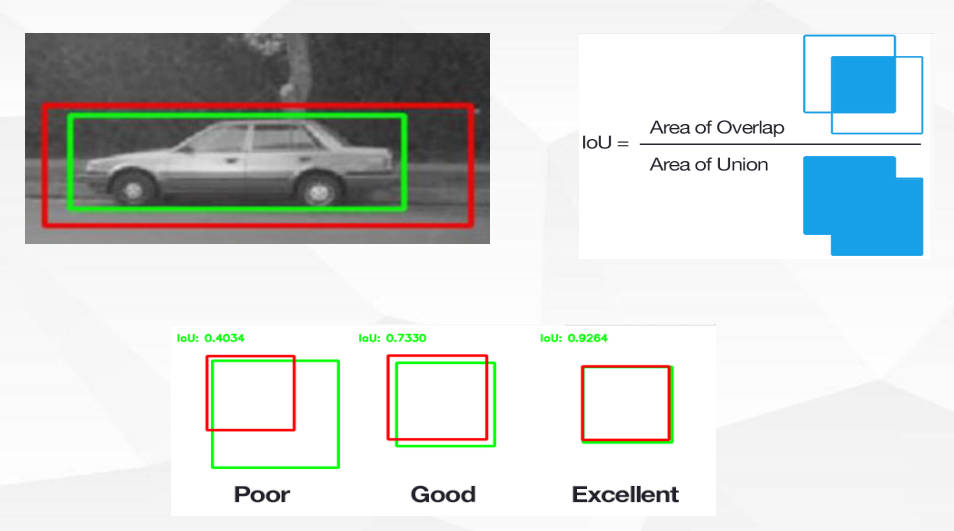 IoU =
Area of Overlap
Area of Union
IoU: 0.4034
IoU: 0.7330
IoU: 0.9264
Poor
Good
Excellent